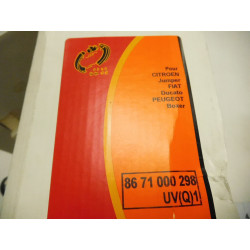 Pour
CITROEN
Jumper
FIAT
Ducato
PEUGEOT
Boxer
86 71 000 298
UV(Q)1